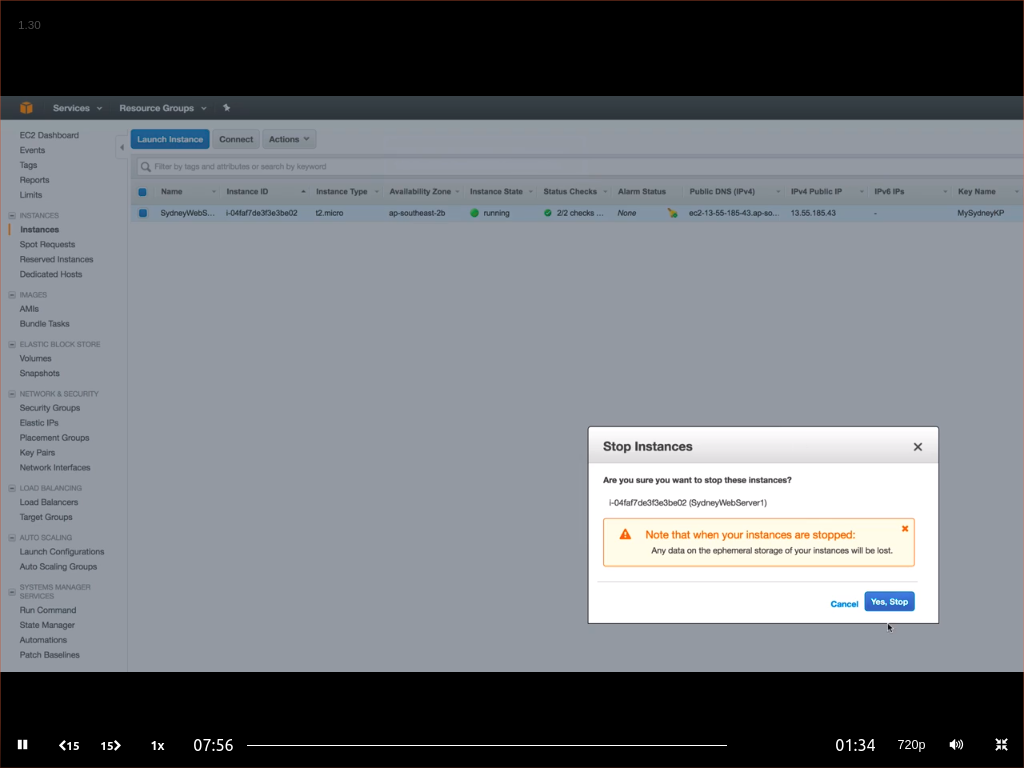 1.30
Services
Resource Groups
EC2 Dashboard
Events
Tags
Reports
Limits
INSTANCES
Instances
Spot Requests
Reserved Instances
Dedicated Hosts
IMAGES
AMIs
Bundle Tasks
ELASTIC BLOCK STORE
Volumes
Snapshots
NETWORK & SECURITY
Security Groups
Elastic IPs
Placement Groups
Key Pairs
Network Interfaces
LOAD BALANCING
Load Balancers
Target Groups
AUTO SCALING
Launch Configurations
Auto Scaling Groups
SYSTEMS MANAGER
SERVICES
Run Command
State Manager
Automations
Patch Baselines
Launch Instance Connect Actions
Filter by tags and attributes or search by keyword
Name Instance ID Instance Type Availability Zone Instance State Status Checks Alarm Status Public DNS (IPv4) IPv4 Public IP IPv6 IPs Key Name
SydneyWebS... i-04faf7de3f3e3be02 t2.micro ap-southeast-2b running 2/2 checks ... None ec2-13-55-185-43.ap-so... 13.55.185.43 - MySydneyKP
Stop Instances
Are you sure you want to stop these instances?
i-04faf7de3f3e3be02 (SydneyWebServer1)
Note that when your instances are stopped:
Any data on the ephemeral storage of your instances will be lost.
Cancel Yes, Stop
15 15 1x 07:56 01:34 720p